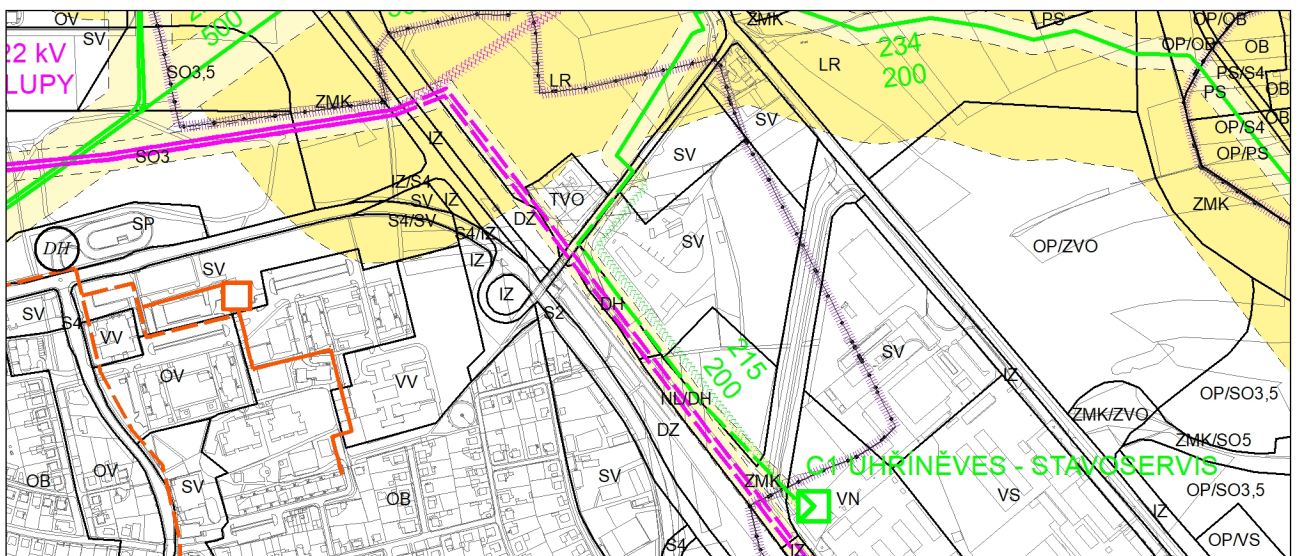 OV
SV
500
ZMK
PS
OP/OB
OP/OB
OB
22 kV
LUPY
SO3,5
LR
234
200
LR
PS/S4
PS
OB
ZMK
SV
OP/S4
OB
SO3
IZ
SV
OP/PS
IZ/S4
SV
IZ
TVO
ZMK
SP
S4/SV
S4/IZ
DZ
DH
SV
IZ
SV
OP/ZVO
IZ
SV
S4
VV
S2
DH
SV
OV
VV
215
200
NL/DH
IZ
OP/SO3,5
DZ
ZMK/ZVO
ZMK/SO5
OB
OV
SV
OB
SV
ZMK
C1 UHŘÍNĚVES - STAVOSERVIS
VN
VS
OP/SO3,5
IZ
S4
IZ
OP/VS